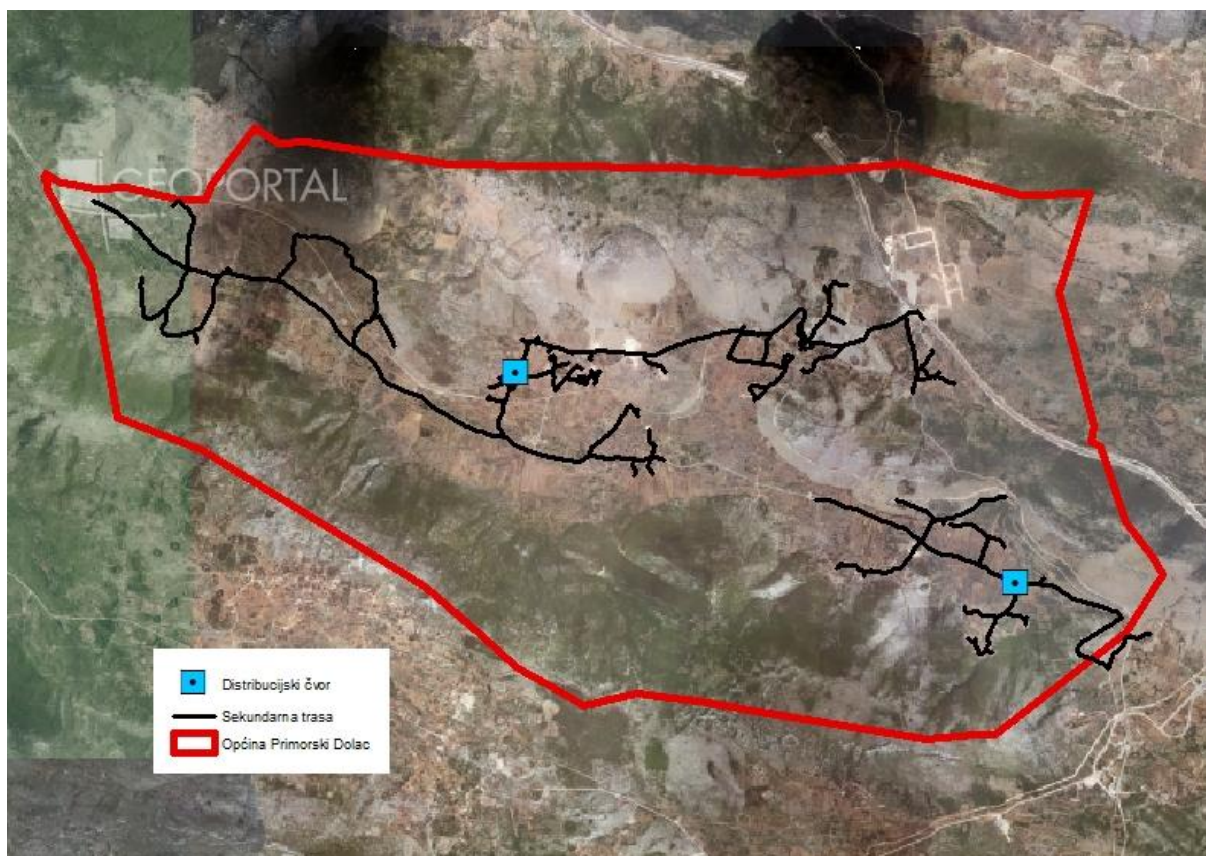 GEOPORTAL
Distribucijski čvor
Sekundarna trasa
Općina Primorski Dolac